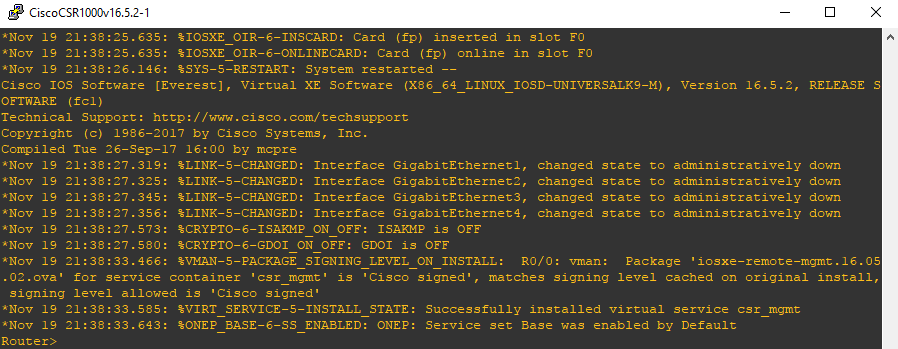 CiscoCSR1000v16.5.2-1
*Nov 19 21:38:25.635: %IOSXE_OIR-6-INSCARD: Card (fp) inserted in slot F0
*Nov 19 21:38:25.635: %IOSXE_OIR-6-ONLINECARD: Card (fp) online in slot F0
*Nov 19 21:38:26.146: %SYS-5-RESTART: System restarted --
Cisco IOS Software [Everest], Virtual XE Software (X86_64_LINUX_IOSD-UNIVERSALK9-M), Version 16.5.2, RELEASE S
OFTWARE (fc1)
Technical Support: http://www.cisco.com/techsupport
Copyright (c) 1986-2017 by Cisco Systems, Inc.
Compiled Tue 26-Sep-17 16:00 by mcpre
*Nov 19 21:38:27.319: %LINK-5-CHANGED: Interface GigabitEthernet1, changed state to administratively down
*Nov 19 21:38:27.325: %LINK-5-CHANGED: Interface GigabitEthernet2, changed state to administratively down
*Nov 19 21:38:27.345: %LINK-5-CHANGED: Interface GigabitEthernet3, changed state to administratively down
*Nov 19 21:38:27.356: %LINK-5-CHANGED: Interface GigabitEthernet4, changed state to administratively down
*Nov 19 21:38:27.573: %CRYPTO-6-ISAKMP_ON_OFF: ISAKMP is OFF
*Nov 19 21:38:27.580: %CRYPTO-6-GDOI_ON_OFF: GDOI is OFF
*Nov 19 21:38:33.466: %VMAN-5-PACKAGE_SIGNING_LEVEL_ON_INSTALL:  R0/0: vman:  Package 'iosxe-remote-mgmt.16.05
.02.ova' for service container 'csr_mgmt' is 'Cisco signed', matches signing level cached on original install,
 signing level allowed is 'Cisco signed'
*Nov 19 21:38:33.585: %VIRT_SERVICE-5-INSTALL_STATE: Successfully installed virtual service csr_mgmt
*Nov 19 21:38:33.643: %ONEP_BASE-6-SS_ENABLED: ONEP: Service set Base was enabled by Default
Router>